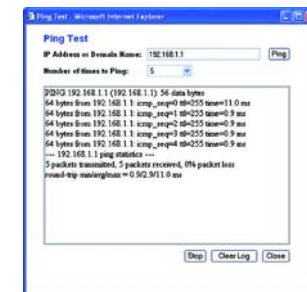 Ping Test - Microsoft Internet Explorer
Ping Test
IP Address or Domain Name: 192.168.1.1 Ping
Number of times to Ping: 5
PING 192.168.1.1 (192.168.1.1): 56 data bytes
64 bytes from 192.168.1.1: icmp_seq=0 ttl=255 time=11.0 ms
64 bytes from 192.168.1.1: icmp_seq=1 ttl=255 time=0.9 ms
64 bytes from 192.168.1.1: icmp_seq=2 ttl=255 time=0.9 ms
64 bytes from 192.168.1.1: icmp_seq=3 ttl=255 time=0.9 ms
64 bytes from 192.168.1.1: icmp_seq=4 ttl=255 time=0.9 ms
--- 192.168.1.1 ping statistics ---
5 packets transmitted, 5 packets received, 0% packet loss
round-trip min/avg/max = 0.9/2.9/11.0 ms
Stop Clear Log Close